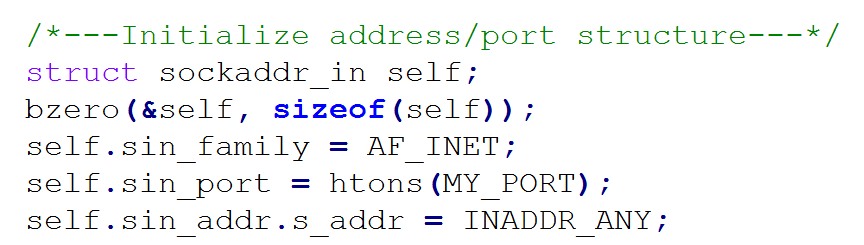 /*---Initialize address/port structure---*/
struct sockaddr_in self;
bzero(&self, sizeof(self));
self.sin_family = AF_INET;
self.sin_port = htons(MY_PORT);
self.sin_addr.s_addr = INADDR_ANY;